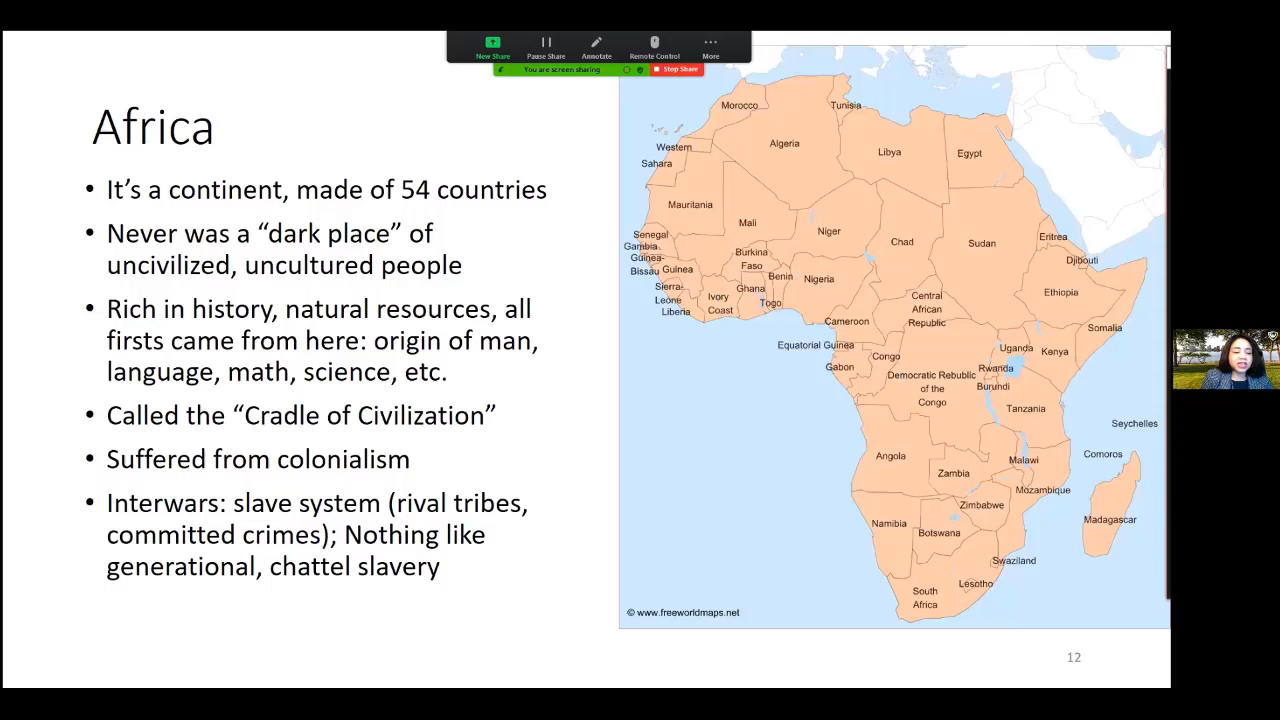 New Share
Pause Share
Annotate
Remote Control
More
You are screen sharing
Stop Share
Africa
• It’s a continent, made of 54 countries
• Never was a “dark place” of
uncivilized, uncultured people
• Rich in history, natural resources, all
firsts came from here: origin of man,
language, math, science, etc.
• Called the “Cradle of Civilization”
• Suffered from colonialism
• Interwars: slave system (rival tribes,
committed crimes); Nothing like
generational, chattel slavery
Morocco
Tunisia
Algeria
Libya
Egypt
Western
Sahara
Mauritania
Mali
Niger
Chad
Sudan
Eritrea
Djibouti
Senegal
Gambia
Guinea-
Bissau
Guinea
Burkina
Faso
Benin
Nigeria
Ethiopia
Sierra-
Leone
Liberia
Ivory
Coast
Ghana
Togo
Central
African
Republic
Cameroon
Somalia
Equatorial Guinea
Gabon
Congo
Democratic Republic
of the
Congo
Uganda
Kenya
Rwanda
Burundi
Tanzania
Seychelles
Comoros
Angola
Zambia
Malawi
Mozambique
Zimbabwe
Madagascar
Namibia
Botswana
Swaziland
Lesotho
South
Africa
© www.freeworldmaps.net
12